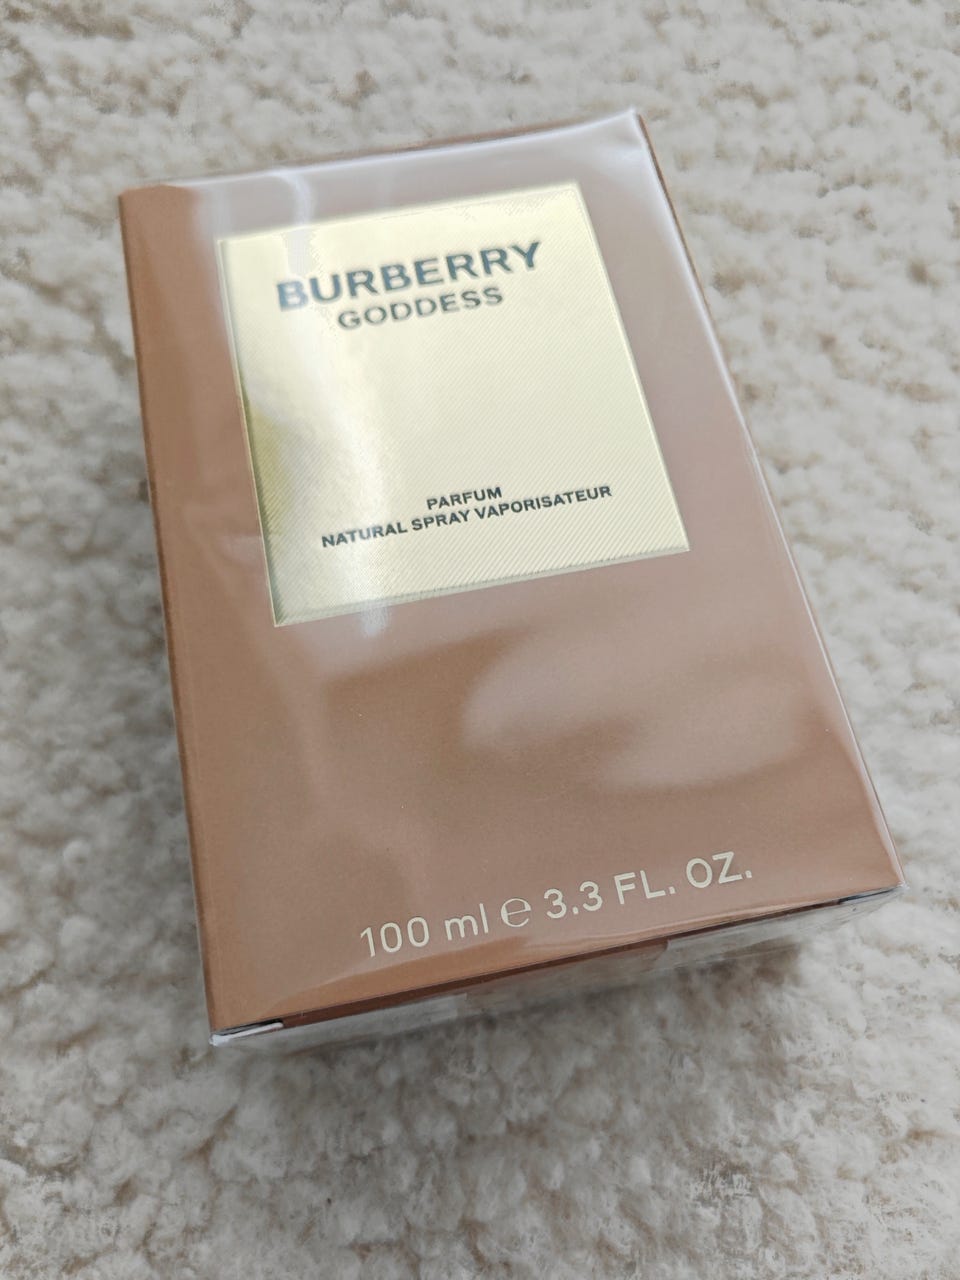 BURBERRY
GODDESS
PARFUM
NATURAL SPRAY VAPORISATEUR
100 ml ℮ 3.3 FL. OZ.